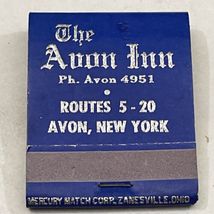 The
Avon Inn
Ph. Avon 4951
•
ROUTES 5-20
AVON, NEW YORK
MERCURY MATCH CORP. ZANESVILLE, OHIO